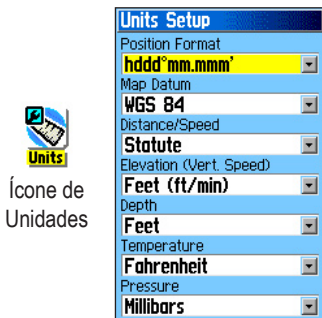 Units
Ícone de
Unidades
Units Setup
Position Format
hddd°mm.mmm'
Map Datum
WGS 84
Distance/Speed
Statute
Elevation (Vert. Speed)
Feet (ft/min)
Depth
Feet
Temperature
Fahrenheit
Pressure
Millibars